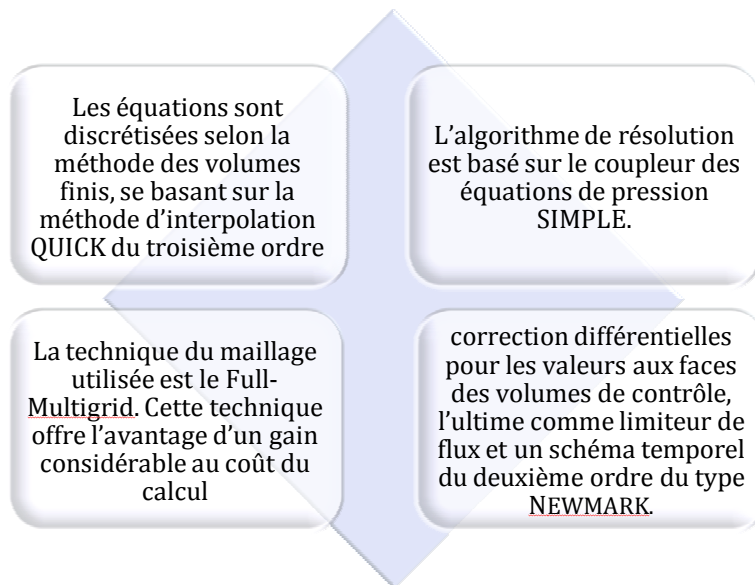 Les équations sont
discrétisées selon la
méthode des volumes
finis, se basant sur la
méthode d’interpolation
QUICK du troisième ordre
L’algorithme de résolution
est basé sur le coupleur des
équations de pression
SIMPLE.
La technique du maillage
utilisée est le Full-
Multigrid. Cette technique
offre l’avantage d’un gain
considérable au coût du
calcul
correction différentielles
pour les valeurs aux faces
des volumes de contrôle,
l’ultime comme limiteur de
flux et un schéma temporel
du deuxième ordre du type
NEWMARK.